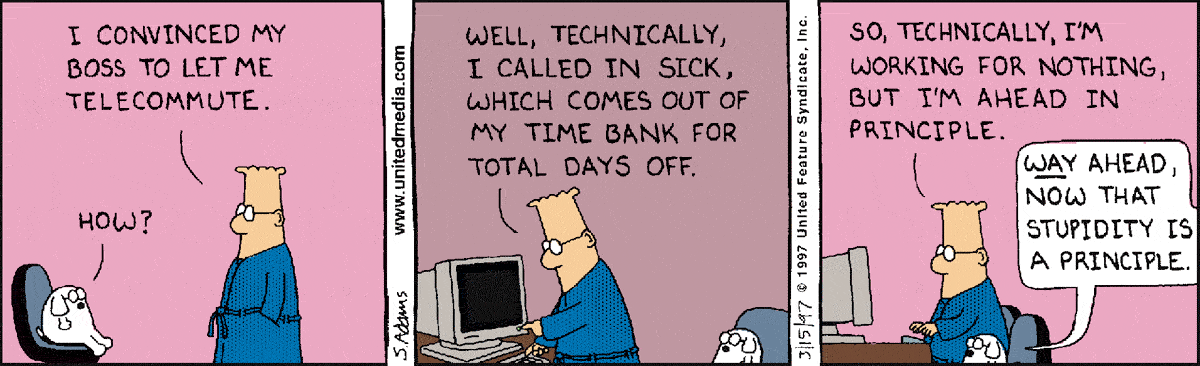 I CONVINCED MY
BOSS TO LET ME
TELECOMMUTE.
HOW?
S.Adams
www.unitedmedia.com
WELL, TECHNICALLY,
I CALLED IN SICK,
WHICH COMES OUT OF
MY TIME BANK FOR
TOTAL DAYS OFF.
3/15/97 © 1997 United Feature Syndicate, Inc.
SO, TECHNICALLY, I'M
WORKING FOR NOTHING,
BUT I'M AHEAD IN
PRINCIPLE.
WAY AHEAD,
NOW THAT
STUPIDITY IS
A PRINCIPLE.